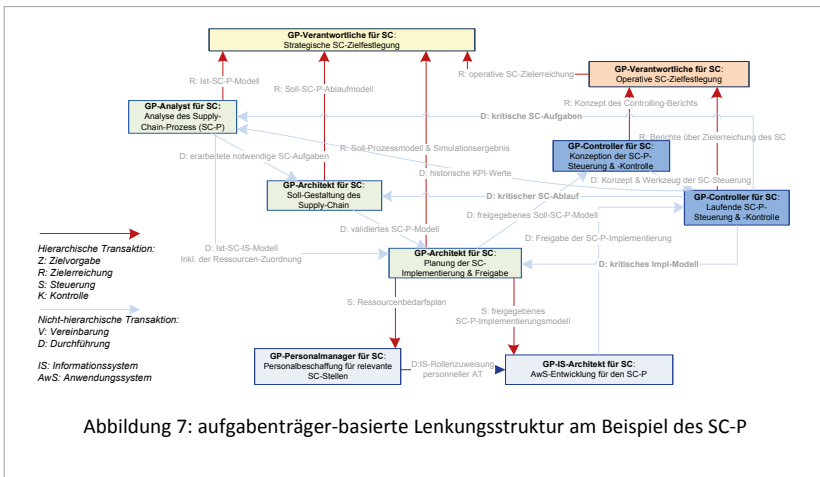 GP-Verantwortliche für SC:
Strategische SC-Zielfestlegung
R: Ist-SC-P-Modell
R: Soll-SC-P-Ablaufmodell
R: operative SC-Zielerreichung
GP-Verantwortliche für SC:
Operative SC-Zielfestlegung
GP-Analyst für SC:
Analyse des Supply-
Chain-Prozess (SC-P)
R: Konzept des Controlling-Berichts
D: kritische SC-Aufgaben
R: Berichte über Zielerreichung des SC
R: Soll-Prozessmodell & Simulationsergebnis
GP-Controller für SC:
Konzeption der SC-P-
Steuerung & -Kontrolle
D: erarbeitete notwendige SC-Aufgaben
D: historische KPI-Werte
D: Konzept & Werkzeug der SC-Steuerung
GP-Architekt für SC:
Soll-Gestaltung des
Supply-Chain
D: kritischer SC-Ablauf
GP-Controller für SC:
Laufende SC-P-
Steuerung & -Kontrolle
D: freigegebenes Soll-SC-P-Modell
D: validiertes SC-P-Modell
D: Freigabe der SC-P-Implementierung
D: Ist-SC-IS-Modell
Inkl. der Ressourcen-Zuordnung
GP-Architekt für SC:
Planung der SC-
Implementierung & Freigabe
D: kritisches Impl-Modell
Hierarchische Transaktion:
Z: Zielvorgabe
R: Zielerreichung
S: Steuerung
K: Kontrolle
S: Ressourcenbedarfsplan
S: freigegebenes
SC-P-Implementierungsmodell
Nicht-hierarchische Transaktion:
V: Vereinbarung
D: Durchführung
IS: Informationssystem
AwS: Anwendungssystem
GP-Personalmanager für SC:
Personalbeschaffung für relevante
SC-Stellen
D:IS-Rollenzuweisung
personneller AT
GP-IS-Architekt für SC:
AwS-Entwicklung für den SC-P
Abbildung 7: aufgabenträger-basierte Lenkungsstruktur am Beispiel des SC-P